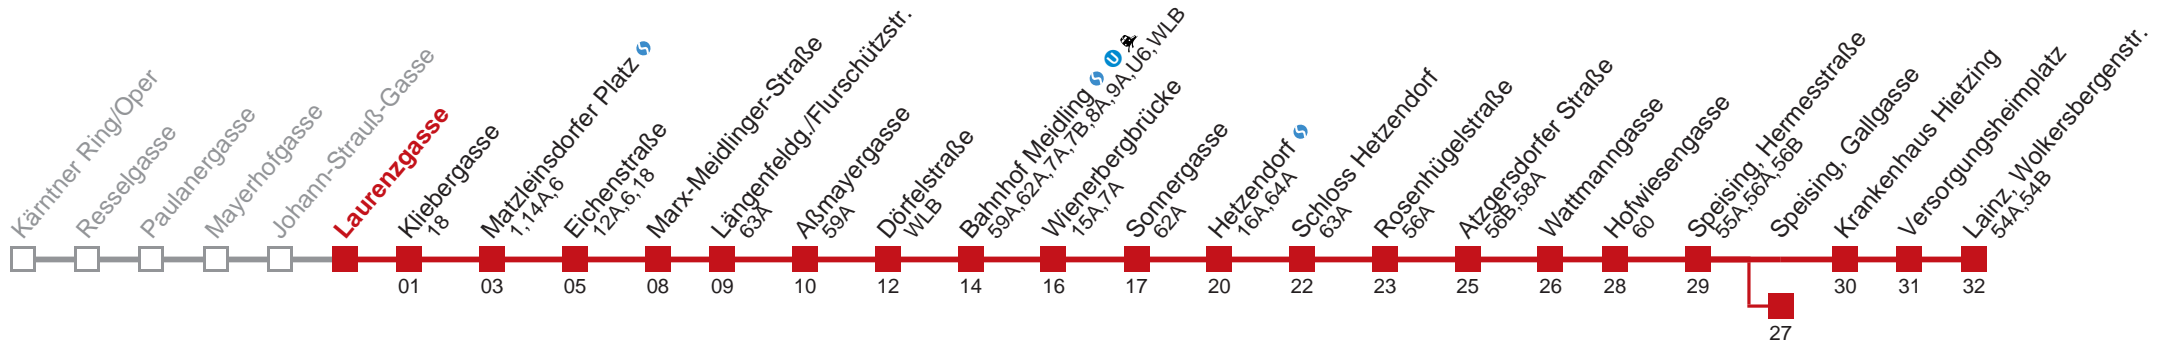 Kärntner Ring/Oper
Resselgasse
Paulanergasse
Mayerhofgasse
Johann-Strauß-Gasse
Laurenzgasse
Kliebergasse
18
Matzleinsdorfer Platz
1,14A,6
Eichenstraße
12A,6,18
Marx-Meidlinger-Straße
Längenfeldg./Flurschützstr.
63A
Aßmayergasse
59A
Dörfelstraße
WLB
Bahnhof Meidling U
59A,62A,7A,7B,8A,9A,U6,WLB
Wienerbergbrücke
15A,7A
Sonnergasse
62A
Hetzendorf
16A,64A
Schloss Hetzendorf
63A
Rosenhügelstraße
56A
Atzgersdorfer Straße
56B,58A
Wattmanngasse
Hofwiesengasse
60
Speising, Hermesstraße
55A,56A,56B
Speising, Gallgasse
Krankenhaus Hietzing
Versorgungsheimplatz
Lainz, Wolkersbergenstr.
54A,54B
01 03 05 08 09 10 12 14 16 17 20 22 23 25 26 28 29 30 31 32
27